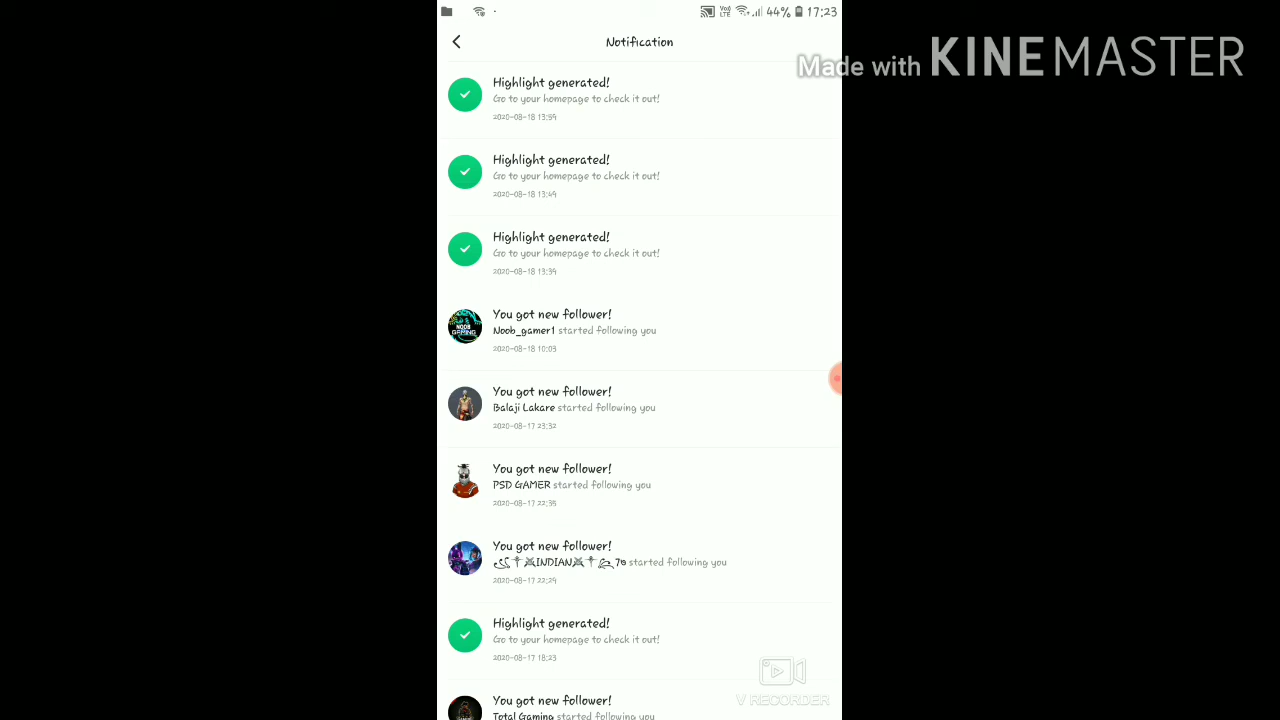 44% 17:23
Notification
Made with KINEMASTER
Highlight generated!
Go to your homepage to check it out!
2020-08-18 13:59
Highlight generated!
Go to your homepage to check it out!
2020-08-18 13:49
Highlight generated!
Go to your homepage to check it out!
2020-08-18 13:39
You got new follower!
Noob_gamer1 started following you
2020-08-18 10:03
You got new follower!
Balaji Lakare started following you
2020-08-17 23:32
You got new follower!
PSD GAMER started following you
2020-08-17 22:35
You got new follower!
INDIAN started following you
2020-08-17 22:29
Highlight generated!
Go to your homepage to check it out!
2020-08-17 18:23
You got new follower!
Total Gaming started following you
V RECORDER